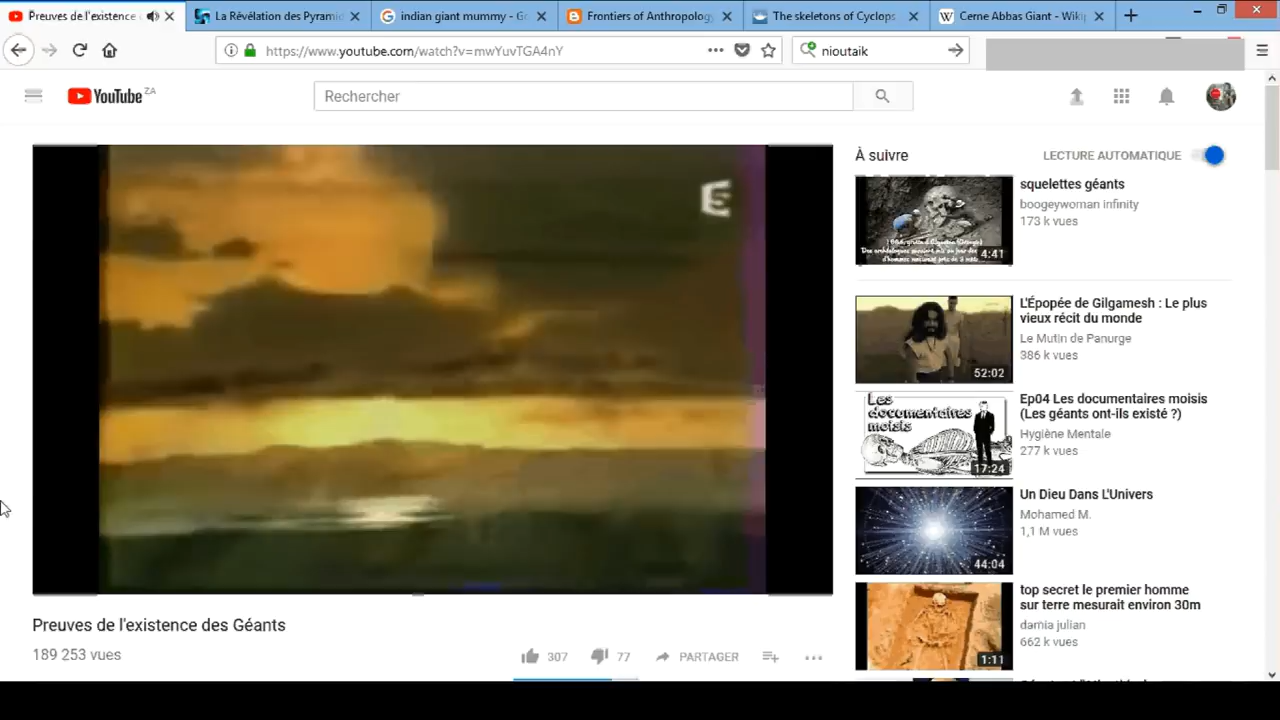 Preuves de l'existence
La Révélation des Pyramid
indian giant mummy - Go
Frontiers of Anthropology
The skeletons of Cyclops
Cerne Abbas Giant - Wiki
https://www.youtube.com/watch?v=mwYuvTGA4nY
nioutaik
YouTube ZA
Rechercher
À suivre
LECTURE AUTOMATIQUE
squelettes géants
boogeywoman infinity
173 k vues
4:41
L'Épopée de Gilgamesh : Le plus
vieux récit du monde
Le Mutin de Panurge
386 k vues
52:02
Les
documentaires
moisis
17:24
Ep04 Les documentaires moisis
(Les géants ont-ils existé ?)
Hygiène Mentale
277 k vues
Un Dieu Dans L'Univers
Mohamed M.
1,1 M vues
44:04
top secret le premier homme
sur terre mesurait environ 30m
damia julian
662 k vues
1:11
Preuves de l'existence des Géants
189 253 vues
307
77
PARTAGER